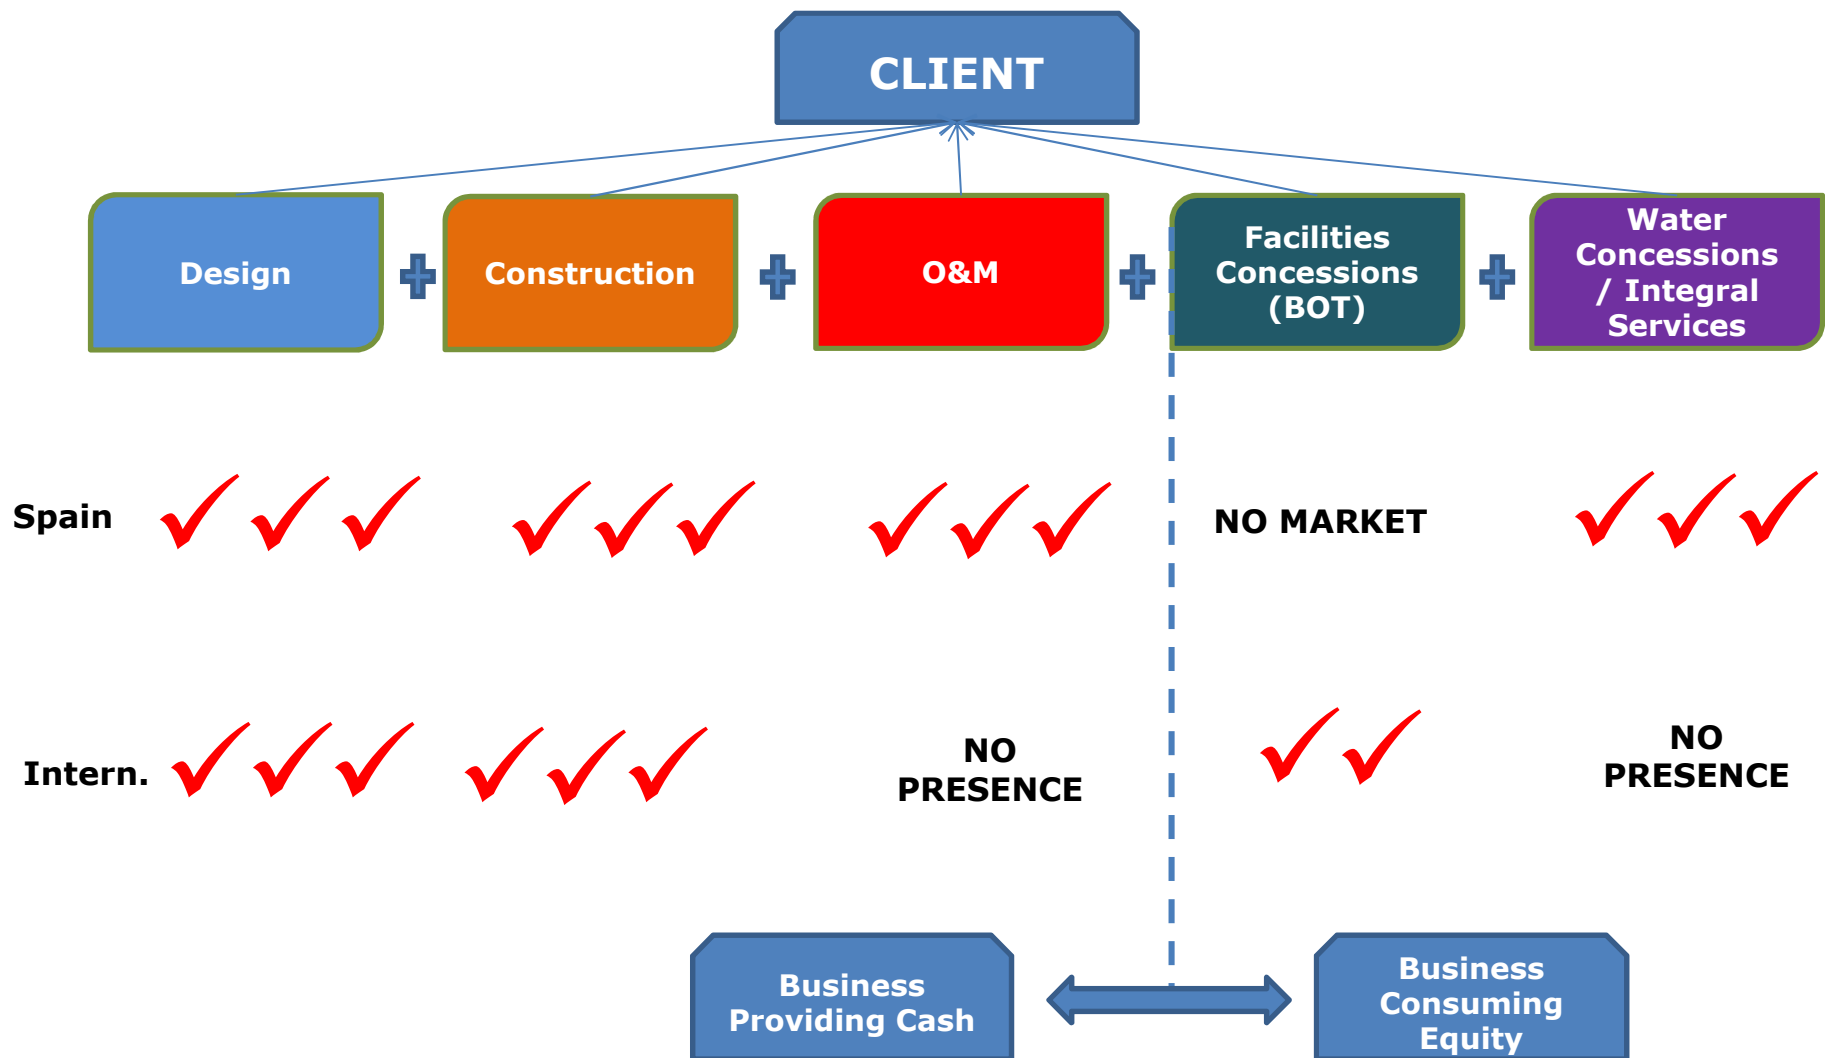 CLIENT
Design
Construction
O&M
Facilities
Concessions
(BOT)
Water
Concessions
/ Integral
Services
Spain
NO MARKET
Intern.
NO
PRESENCE
NO
PRESENCE
Business
Providing Cash
Business
Consuming
Equity